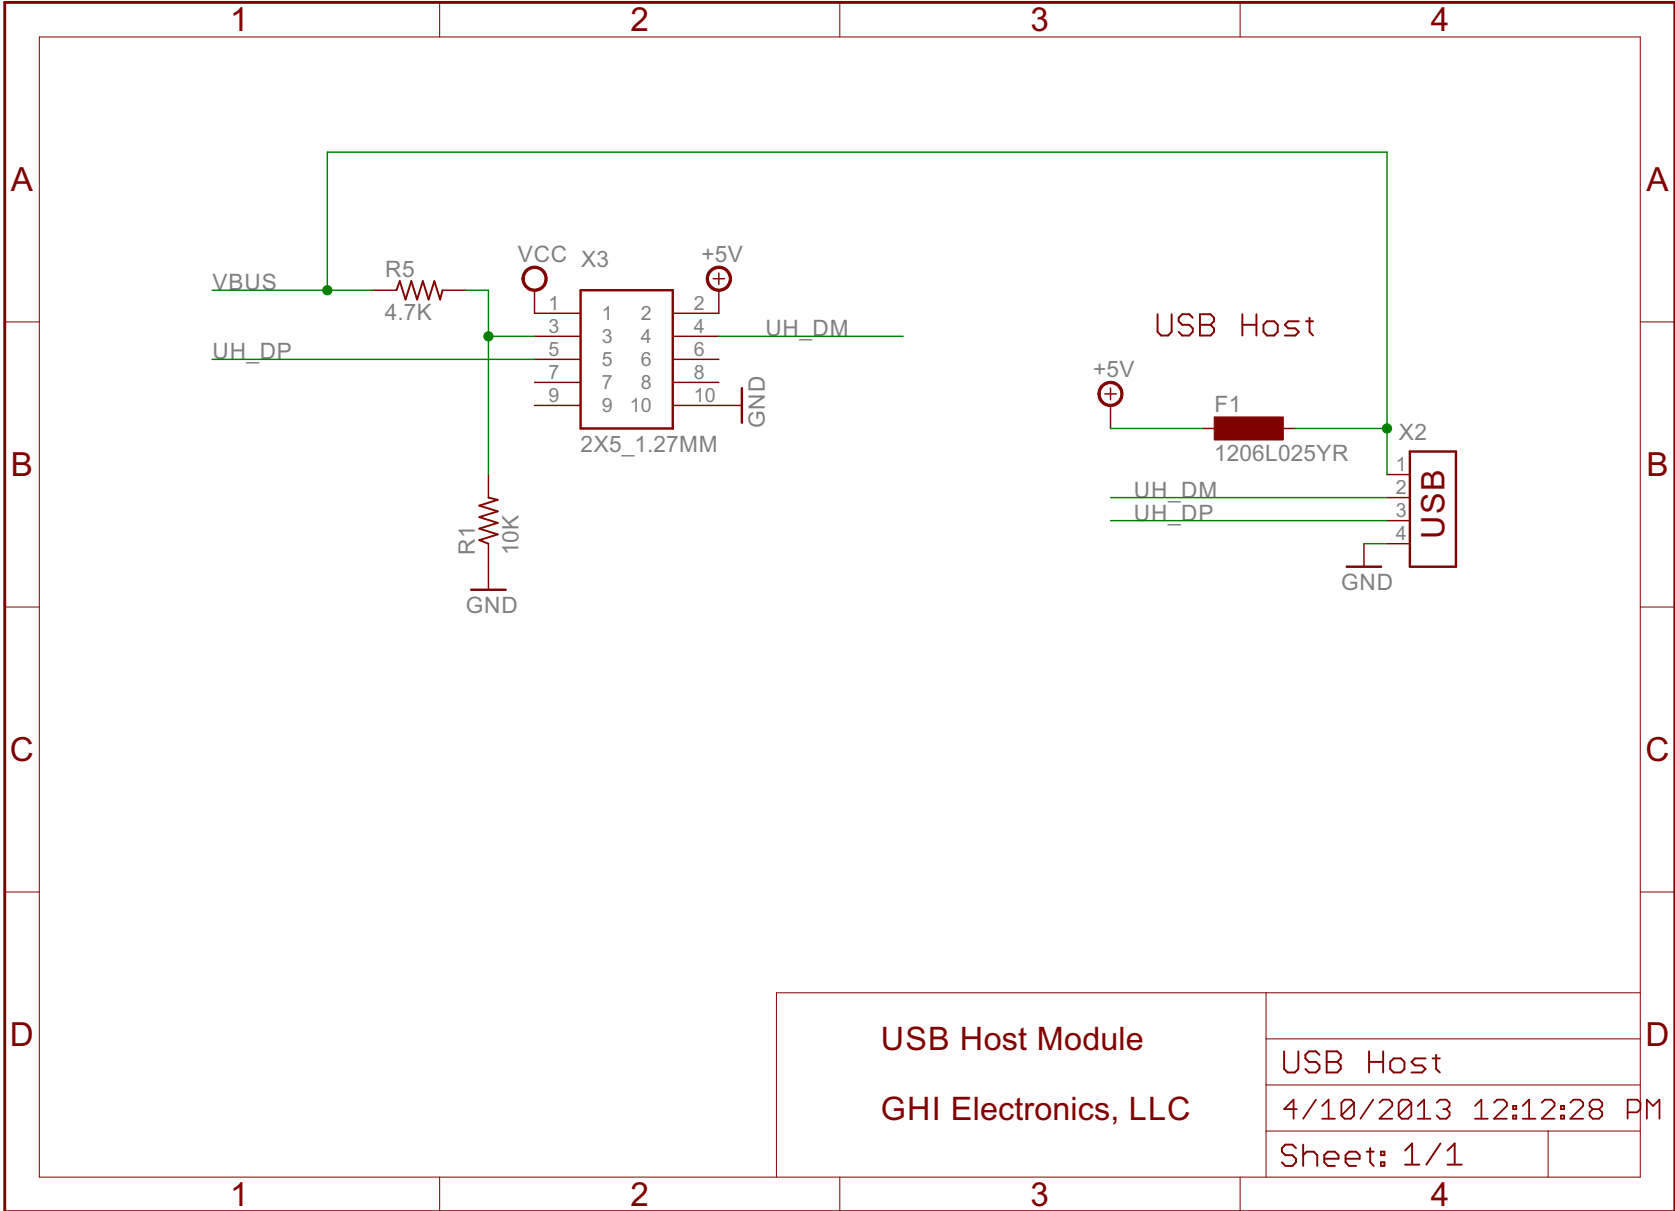 1 2 3 4
A A
VBUS
R5
4.7K
VCC X3 +5V
1 1 2 2
3 3 4 4 UH_DM
UH_DP 5 5 6 6
7 7 8 8
9 9 10 10 GND
2X5_1.27MM
USB Host
+5V
F1
1206L025YR
X2
B B
1
UH_DM 2
UH_DP 3
4
USB
GND
R1 10K
GND
C C
D D
USB Host Module
GHI Electronics, LLC
USB Host
4/10/2013 12:12:28 PM
Sheet: 1/1
1 2 3 4